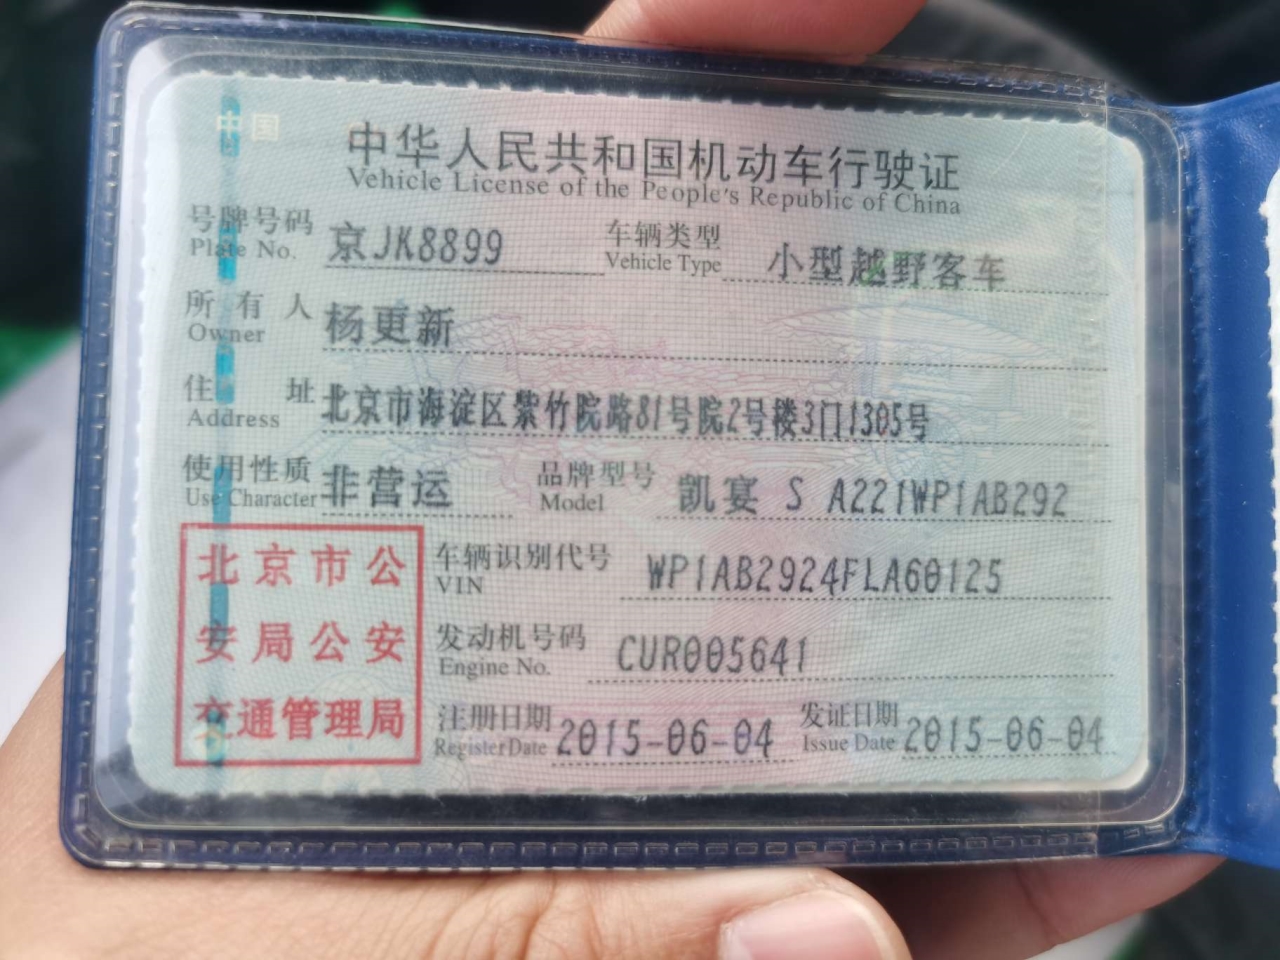 中国
中华人民共和国机动车行驶证
Vehicle License of the People's Republic of China
号牌号码 京JK8899 车辆类型 小型越野客车
Plate No. Vehicle Type
所有人 杨更新
Owner
住址 北京市海淀区紫竹院路81号院2号楼3门1305号
Address
使用性质 非营运 品牌型号 凯宴 S A221WP1AB292
Use Character Model
北京市公
安局公安
交通管理局
车辆识别代号 WP1AB2924FLA60125
VIN
发动机号码 CUR005641
Engine No.
注册日期 2015-06-04 发证日期 2015-06-04
Register Date Issue Date